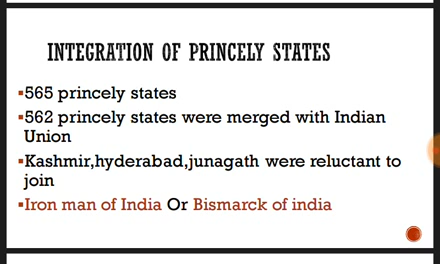 INTEGRATION OF PRINCELY STATES
▪565 princely states
▪562 princely states were merged with Indian
Union
▪Kashmir,hyderabad,junagath were reluctant to
join
▪Iron man of India Or Bismarck of india